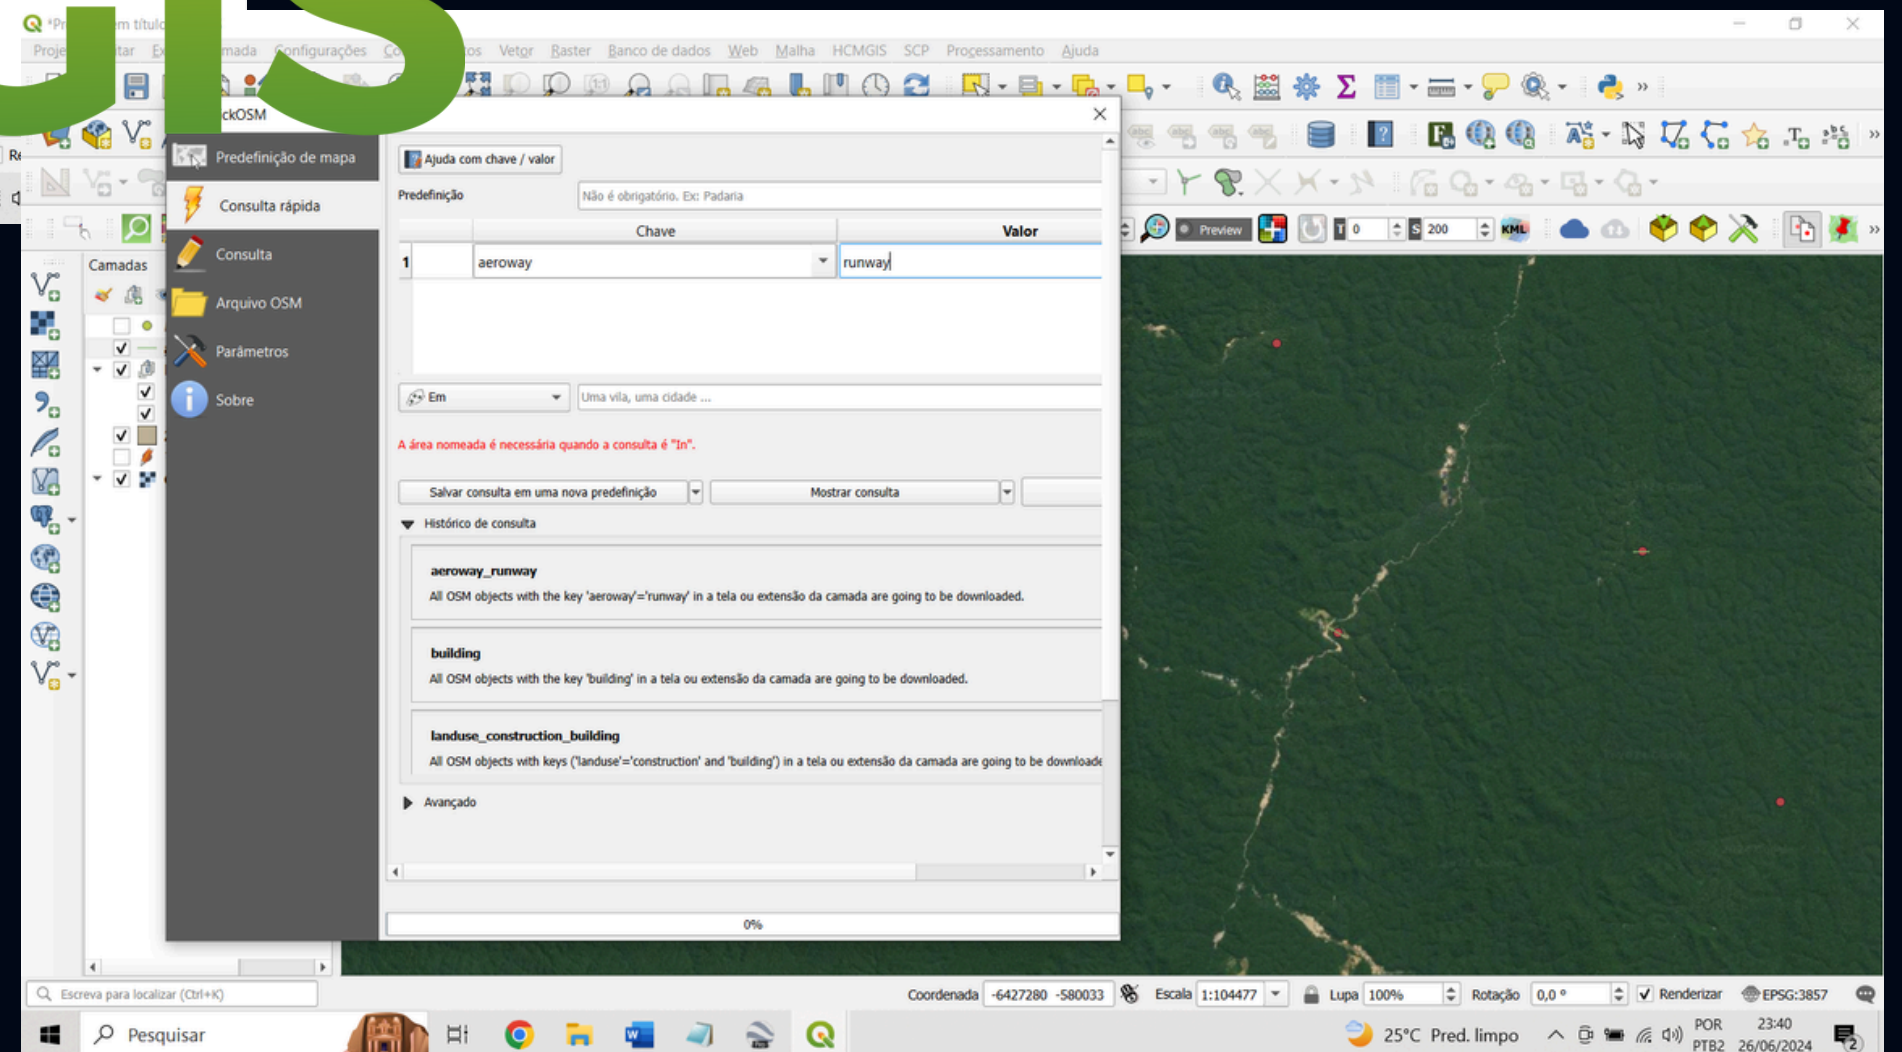 GIS
em título
Configurações Vetor Raster Banco de dados Web Malha HCMGIS SCP Processamento Ajuda
ckOSM
Predefinição de mapa
Consulta rápida
Consulta
Arquivo OSM
Parâmetros
Sobre
Ajuda com chave / valor
Predefinição Não é obrigatório. Ex: Padaria
Chave Valor
1 aeroway runway
Em Uma vila, uma cidade ...
A área nomeada é necessária quando a consulta é "In".
Salvar consulta em uma nova predefinição Mostrar consulta
Histórico de consulta
aeroway_runway
All OSM objects with the key 'aeroway'='runway' in a tela ou extensão da camada are going to be downloaded.
building
All OSM objects with the key 'building' in a tela ou extensão da camada are going to be downloaded.
landuse_construction_building
All OSM objects with keys ('landuse'='construction' and 'building') in a tela ou extensão da camada are going to be downloade
Avançado
0%
Preview T 0 S 200 KML
Camadas
Escreva para localizar (Ctrl+K)
Coordenada -6427280 -580033 Escala 1:104477 Lupa 100% Rotação 0,0 ° Renderizar EPSG:3857
Pesquisar
25°C Pred. limpo
POR
PTB2
23:40
26/06/2024
2